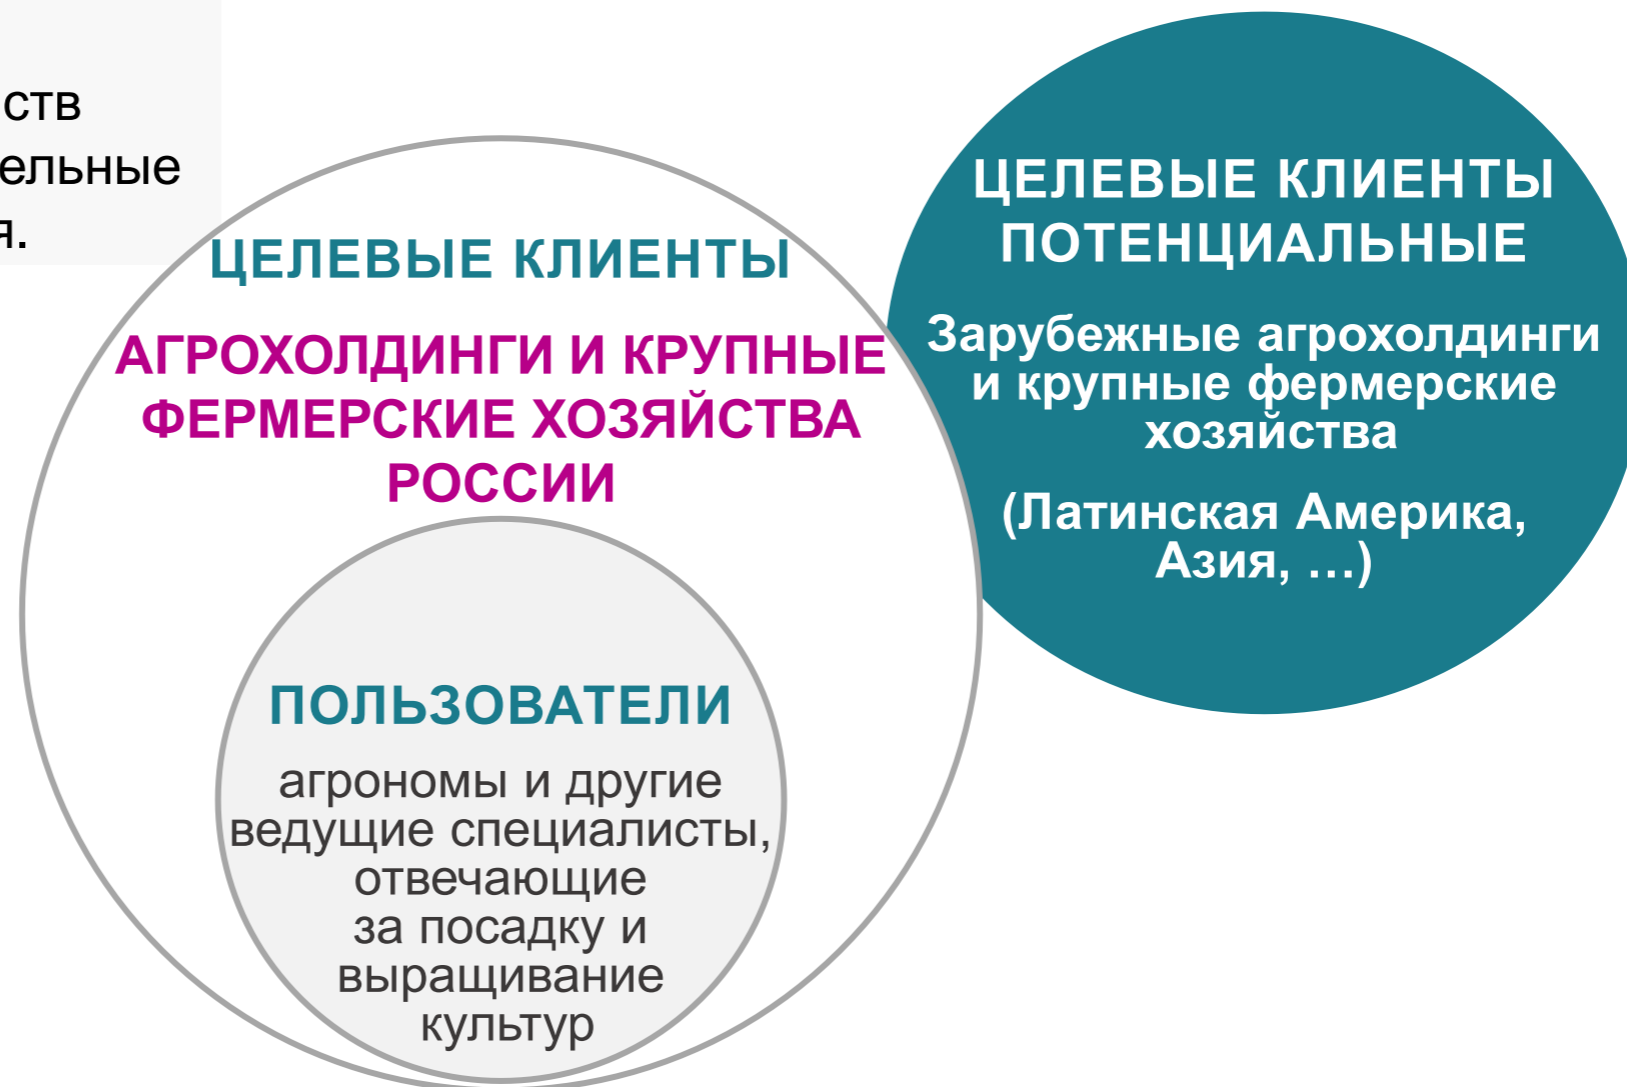 ств
ельные
я.
ЦЕЛЕВЫЕ КЛИЕНТЫ
АГРОХОЛДИНГИ И КРУПНЫЕ
ФЕРМЕРСКИЕ ХОЗЯЙСТВА
РОССИИ
ПОЛЬЗОВАТЕЛИ
агрономы и другие
ведущие специалисты,
отвечающие
за посадку и
выращивание
культур
ЦЕЛЕВЫЕ КЛИЕНТЫ
ПОТЕНЦИАЛЬНЫЕ
Зарубежные агрохолдинги
и крупные фермерские
хозяйства
(Латинская Америка,
Азия, ...)